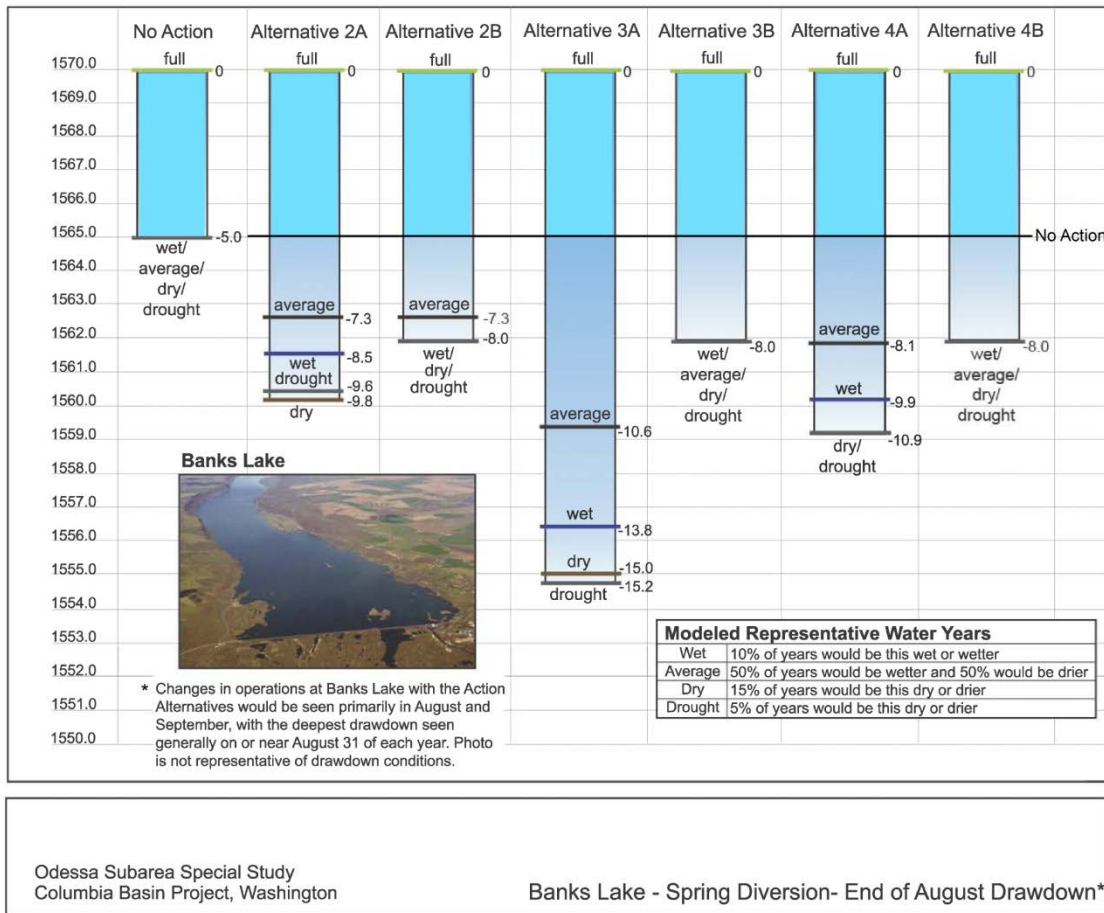 No Action Alternative 2A Alternative 2B Alternative 3A Alternative 3B Alternative 4A Alternative 4B
full full full full full full full
1570.0 0 0 0 0 0 0 0
1569.0
1568.0
1567.0
1566.0
1565.0
-5.0
No Action
wet/
average/
dry/
drought
1564.0
1563.0
1562.0
1561.0
1560.0
1559.0
1558.0
1557.0
1556.0
1555.0
1554.0
1553.0
1552.0
1551.0
1550.0
average
-7.3
-8.5
wet
drought
-9.6
-9.8
dry
average
-7.3
-8.0
wet/
dry/
drought
average
-10.6
wet
-13.8
dry
-15.0
drought
-15.2
-8.0
wet/
average/
dry/
drought
average
-8.1
wet
-9.9
-10.9
dry/
drought
-8.0
wet/
average/
dry/
drought
Banks Lake
* Changes in operations at Banks Lake with the Action
Alternatives would be seen primarily in August and
September, with the deepest drawdown seen
generally on or near August 31 of each year. Photo
is not representative of drawdown conditions.
Modeled Representative Water Years
Wet 10% of years would be this wet or wetter
Average 50% of years would be wetter and 50% would be drier
Dry 15% of years would be this dry or drier
Drought 5% of years would be this dry or drier
Odessa Subarea Special Study
Columbia Basin Project, Washington
Banks Lake - Spring Diversion- End of August Drawdown*